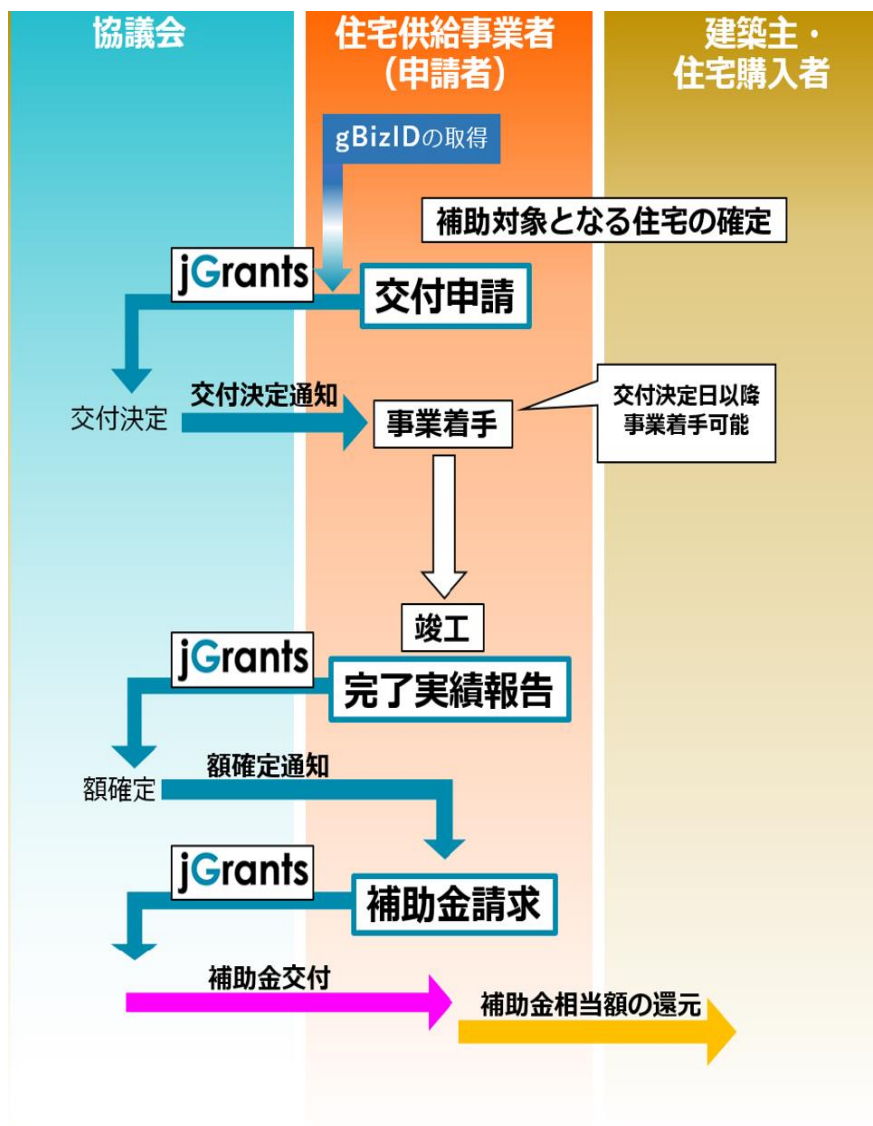 協議会
住宅供給事業者
(申請者)
建築主・
住宅購入者
gBizIDの取得
補助対象となる住宅の確定
jGrants
交付申請
交付決定通知
交付決定
事業着手
交付決定日以降
事業着手可能
竣工
jGrants
完了実績報告
額確定通知
額確定
jGrants
補助金請求
補助金交付
補助金相当額の還元